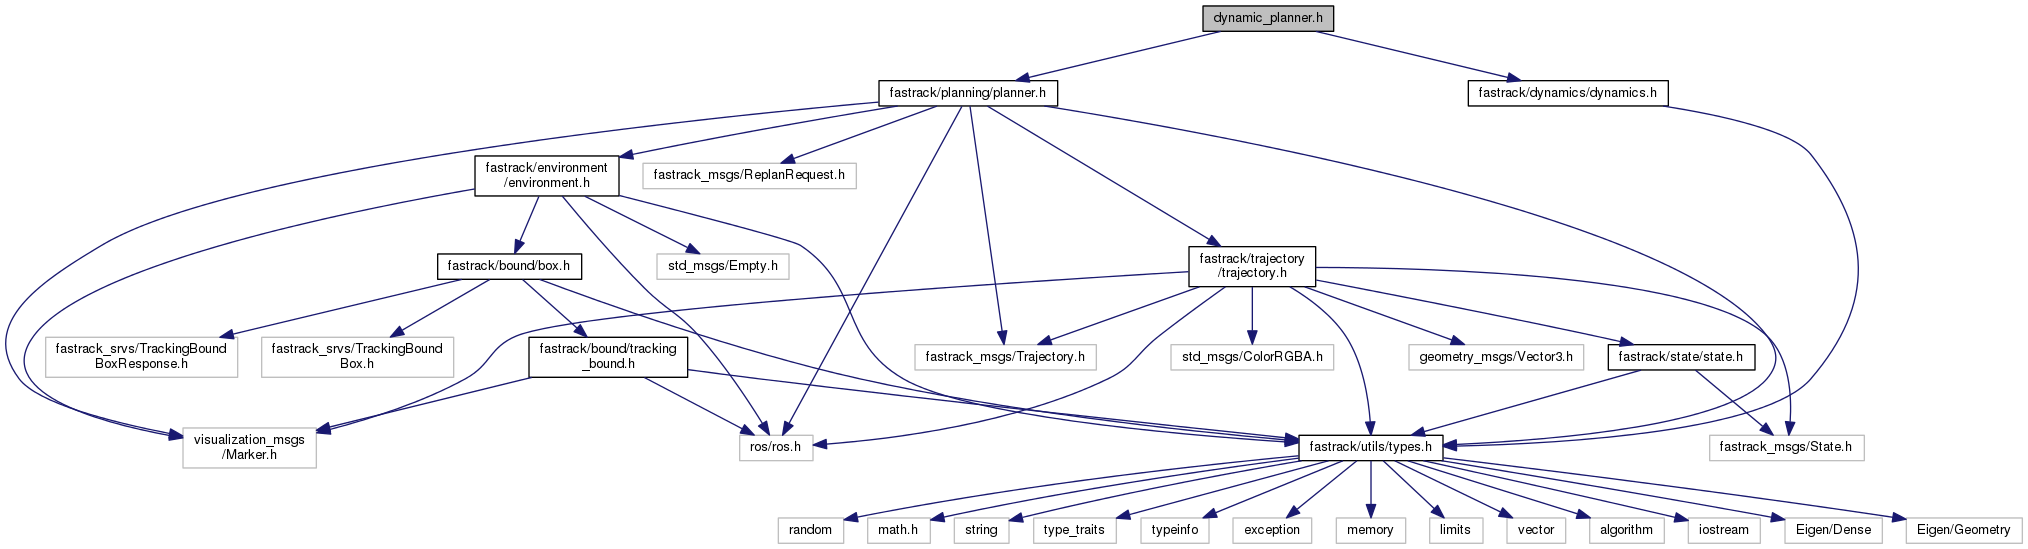 dynamic_planner.h
fastrack/planning/planner.h
fastrack/dynamics/dynamics.h
fastrack/environment
/environment.h
fastrack_msgs/ReplanRequest.h
fastrack/bound/box.h
std_msgs/Empty.h
fastrack/trajectory
/trajectory.h
fastrack_srvs/TrackingBound
BoxResponse.h
fastrack_srvs/TrackingBound
Box.h
fastrack/bound/tracking
_bound.h
fastrack_msgs/Trajectory.h
std_msgs/ColorRGBA.h
geometry_msgs/Vector3.h
fastrack/state/state.h
visualization_msgs
/Marker.h
ros/ros.h
fastrack/utils/types.h
fastrack_msgs/State.h
random
math.h
string
type_traits
typeinfo
exception
memory
limits
vector
algorithm
iostream
Eigen/Dense
Eigen/Geometry